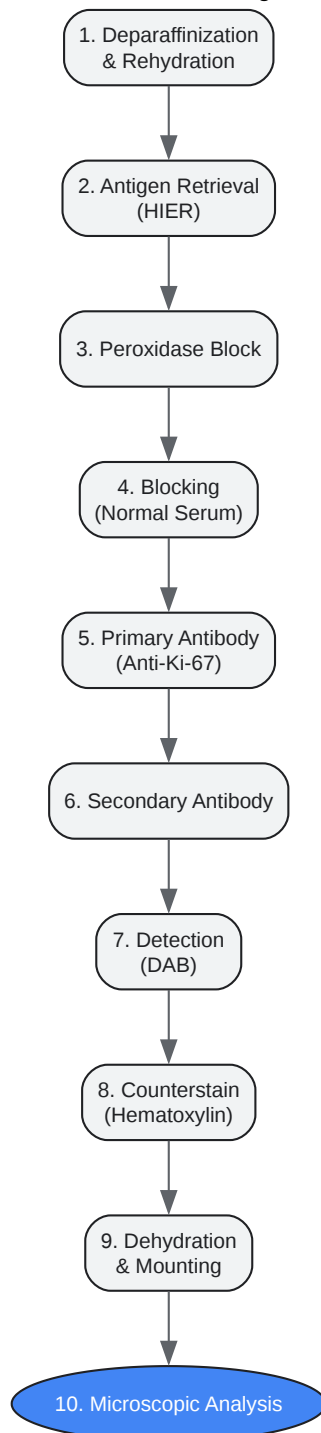 1. Deparaffinization
& Rehydration
2. Antigen Retrieval
(HIER)
3. Peroxidase Block
4. Blocking
(Normal Serum)
5. Primary Antibody
(Anti-Ki-67)
6. Secondary Antibody
7. Detection
(DAB)
8. Counterstain
(Hematoxylin)
9. Dehydration
& Mounting
10. Microscopic Analysis